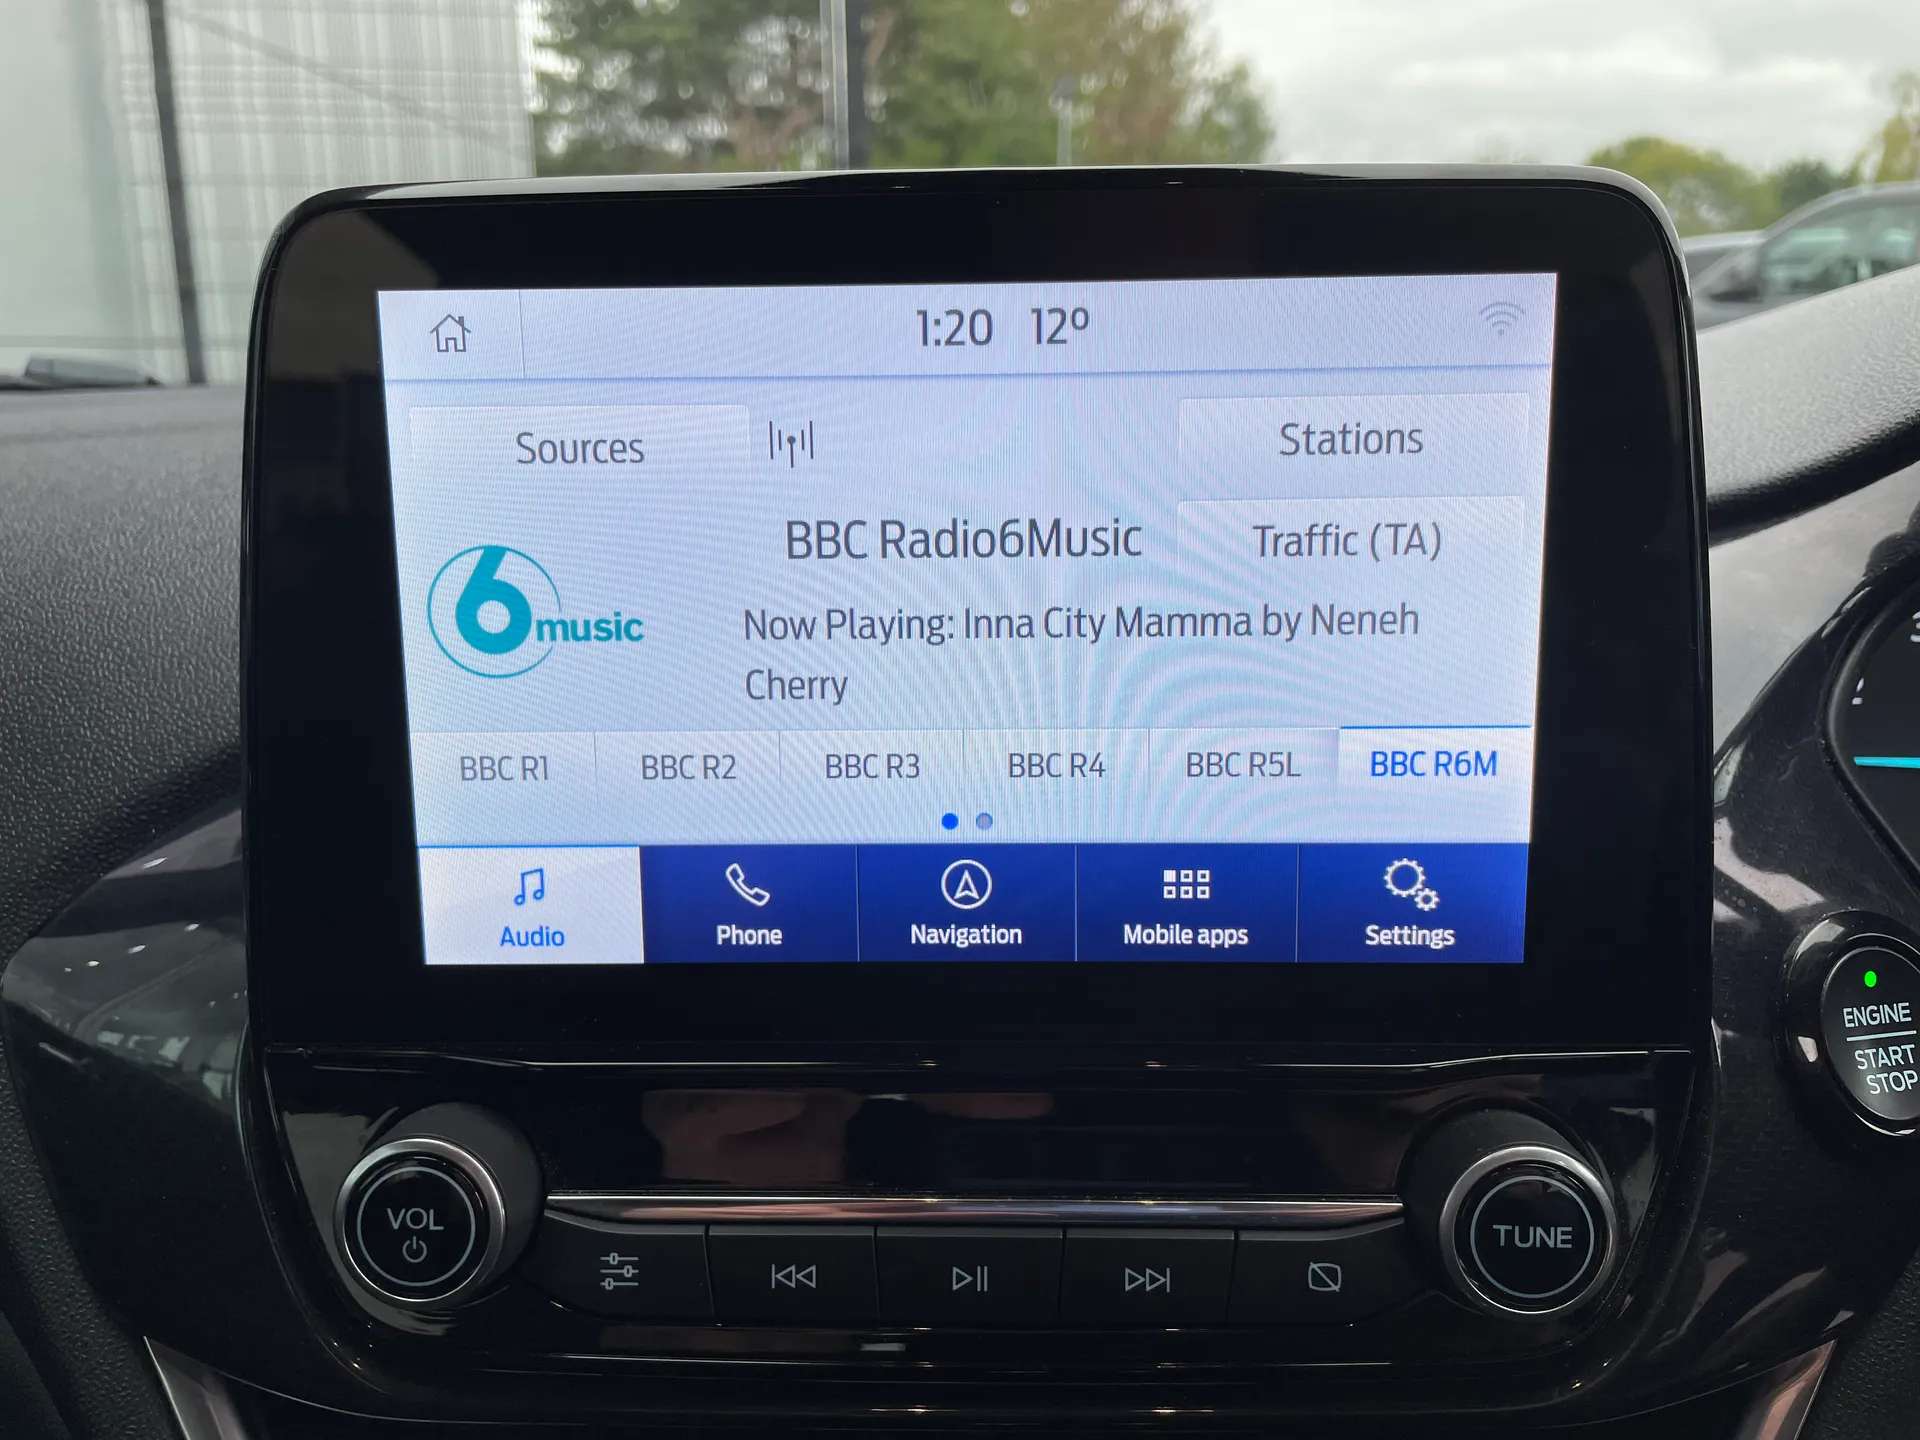 1:20 12°
Sources
Stations
BBC Radio6Music
Traffic (TA)
6music
Now Playing: Inna City Mamma by Neneh
Cherry
BBC R1 BBC R2 BBC R3 BBC R4 BBC R5L BBC R6M
Audio Phone Navigation Mobile apps Settings
ENGINE
START
STOP
VOL
TUNE